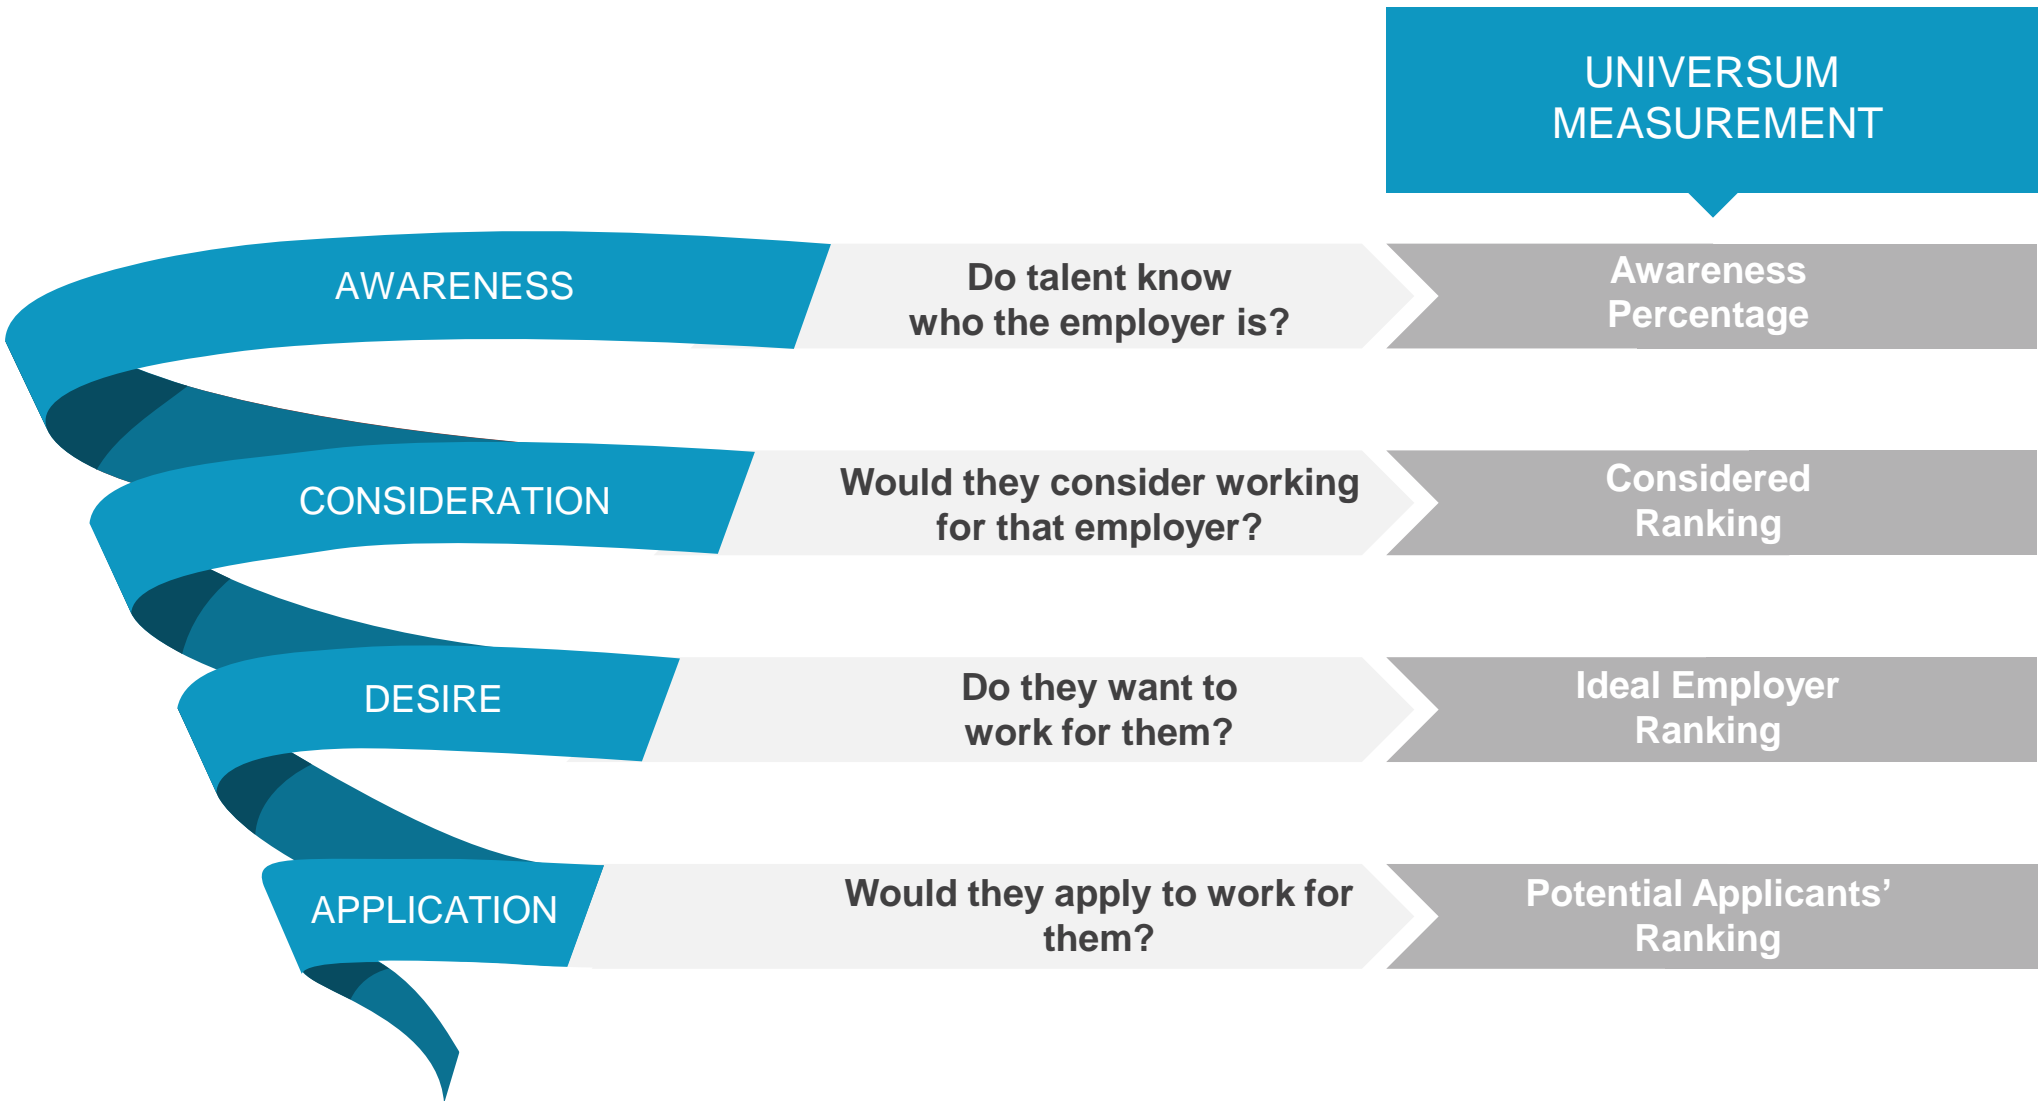 UNIVERSUM
MEASUREMENT
AWARENESS
Do talent know
who the employer is?
Awareness
Percentage
CONSIDERATION
Would they consider working
for that employer?
Considered
Ranking
DESIRE
Do they want to
work for them?
Ideal Employer
Ranking
APPLICATION
Would they apply to work for
them?
Potential Applicants’
Ranking